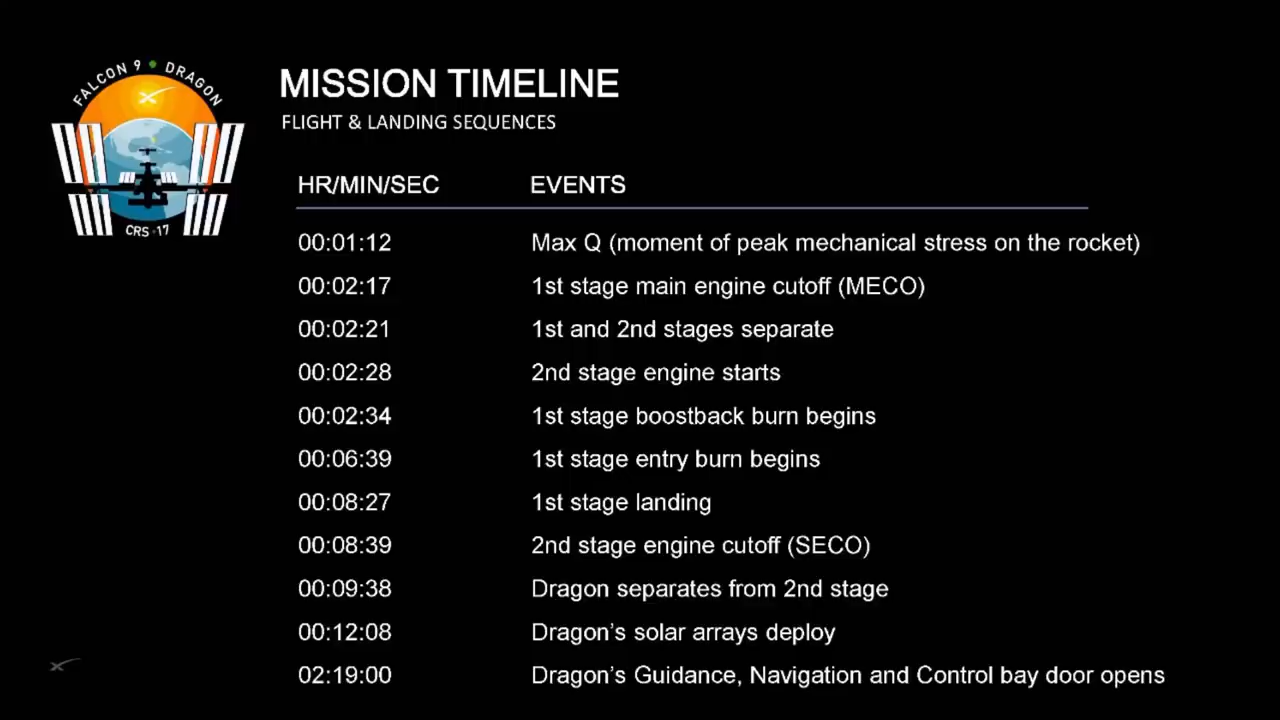 FALCON 9 • DRAGON
CRS-17
MISSION TIMELINE
FLIGHT & LANDING SEQUENCES
HR/MIN/SEC EVENTS
00:01:12 Max Q (moment of peak mechanical stress on the rocket)
00:02:17 1st stage main engine cutoff (MECO)
00:02:21 1st and 2nd stages separate
00:02:28 2nd stage engine starts
00:02:34 1st stage boostback burn begins
00:06:39 1st stage entry burn begins
00:08:27 1st stage landing
00:08:39 2nd stage engine cutoff (SECO)
00:09:38 Dragon separates from 2nd stage
00:12:08 Dragon’s solar arrays deploy
02:19:00 Dragon’s Guidance, Navigation and Control bay door opens